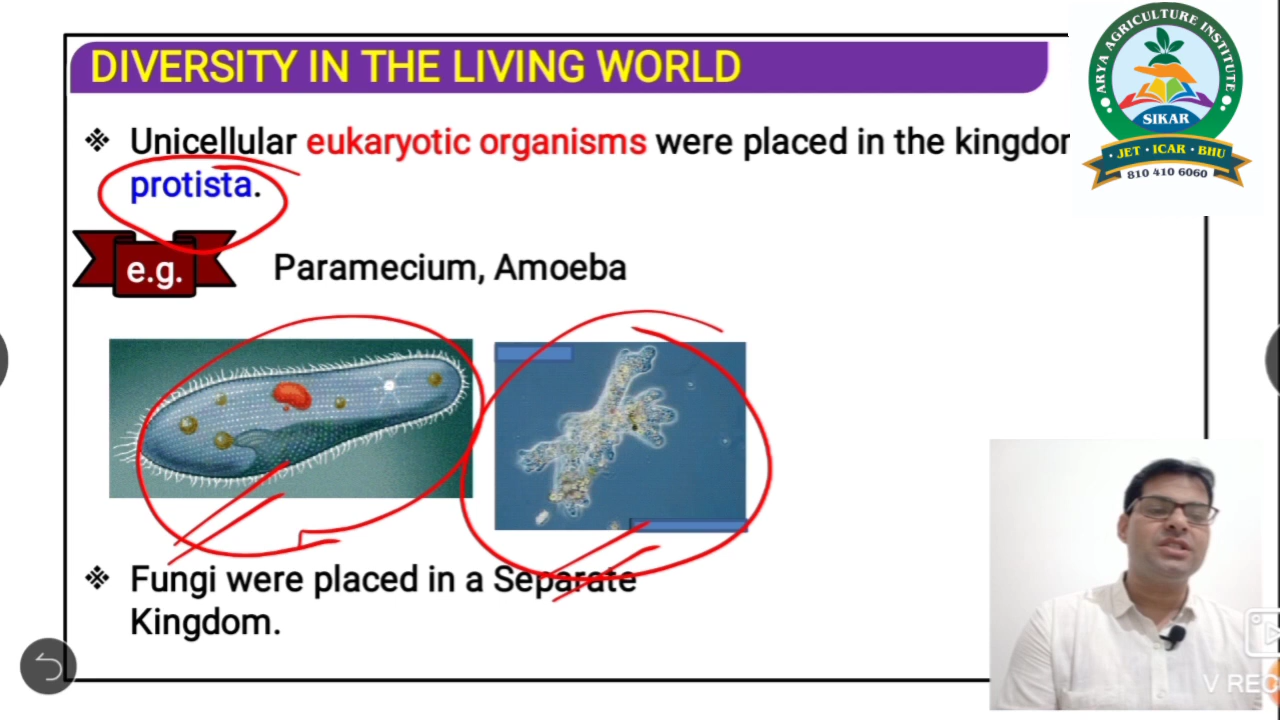 DIVERSITY IN THE LIVING WORLD
Unicellular eukaryotic organisms were placed in the
protista.
e.g.
Paramecium, Amoeba
Fungi were placed in a Separate
Kingdom.
ARYA AGRICULTURE INSTITUTE
SIKAR
• JET • ICAR • BHU
810 410 6060
V REC